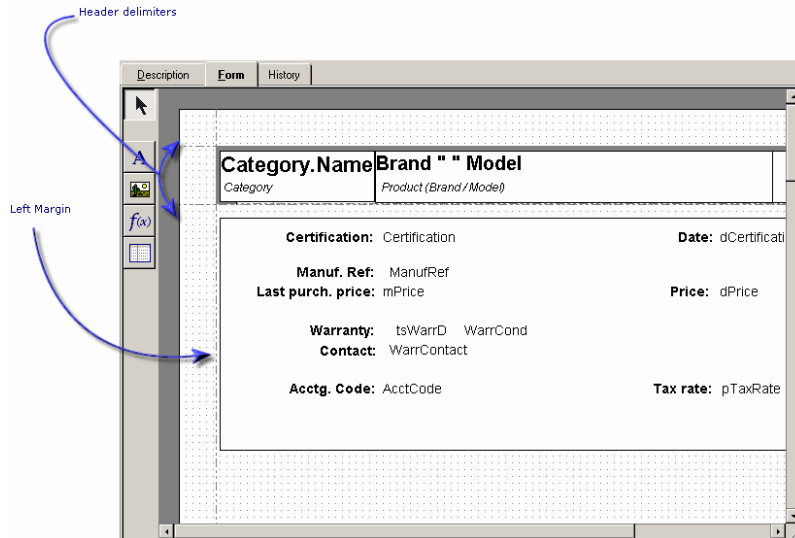 Header delimiters
Description Form History
A
Category.Name Brand " " Model
Category Product (Brand / Model)
f(x)
Left Margin
Certification: Certification Date: dCertificati
Manuf. Ref: ManufRef
Last purch. price: mPrice Price: dPrice
Warranty: tsWarrD WarrCond
Contact: WarrContact
Acctg. Code: AcctCode Tax rate: pTaxRate